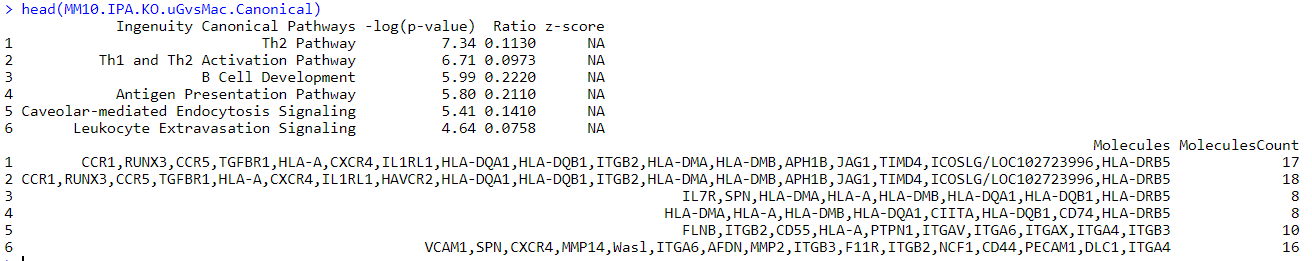 > head(MM10.IPA.KO.uGvsMac.Canonical)
Ingenuity Canonical Pathways -log(p-value) Ratio z-score
1 Th2 Pathway 7.34 0.1130 NA
2 Th1 and Th2 Activation Pathway 6.71 0.0973 NA
3 B Cell Development 5.99 0.2220 NA
4 Antigen Presentation Pathway 5.80 0.2110 NA
5 Caveolar-mediated Endocytosis Signaling 5.41 0.1410 NA
6 Leukocyte Extravasation Signaling 4.64 0.0758 NA
Molecules MoleculesCount
1 CCR1,RUNX3,CCR5,TGFBR1,HLA-A,CXCR4,IL1RL1,HLA-DQA1,HLA-DQB1,ITGB2,HLA-DMA,HLA-DMB,APH1B,JAG1,TIMD4,ICOSLG/LOC102723996,HLA-DRB5 17
2 CCR1,RUNX3,CCR5,TGFBR1,HLA-A,CXCR4,IL1RL1,HAVCR2,HLA-DQA1,HLA-DQB1,ITGB2,HLA-DMA,HLA-DMB,APH1B,JAG1,TIMD4,ICOSLG/LOC102723996,HLA-DRB5 18
3 IL7R,SPN,HLA-DMA,HLA-A,HLA-DMB,HLA-DQA1,HLA-DQB1,HLA-DRB5 8
4 HLA-DMA,HLA-A,HLA-DMB,HLA-DQA1,CIITA,HLA-DQB1,CD74,HLA-DRB5 8
5 FLNB,ITGB2,CD55,HLA-A,PTPN1,ITGAV,ITGA6,ITGAX,ITGA4,ITGB3 10
6 VCAM1,SPN,CXCR4,MMP14,Wasl,ITGA6,AFDN,MMP2,ITGB3,F11R,ITGB2,NCF1,CD44,PECAM1,DLC1,ITGA4 16